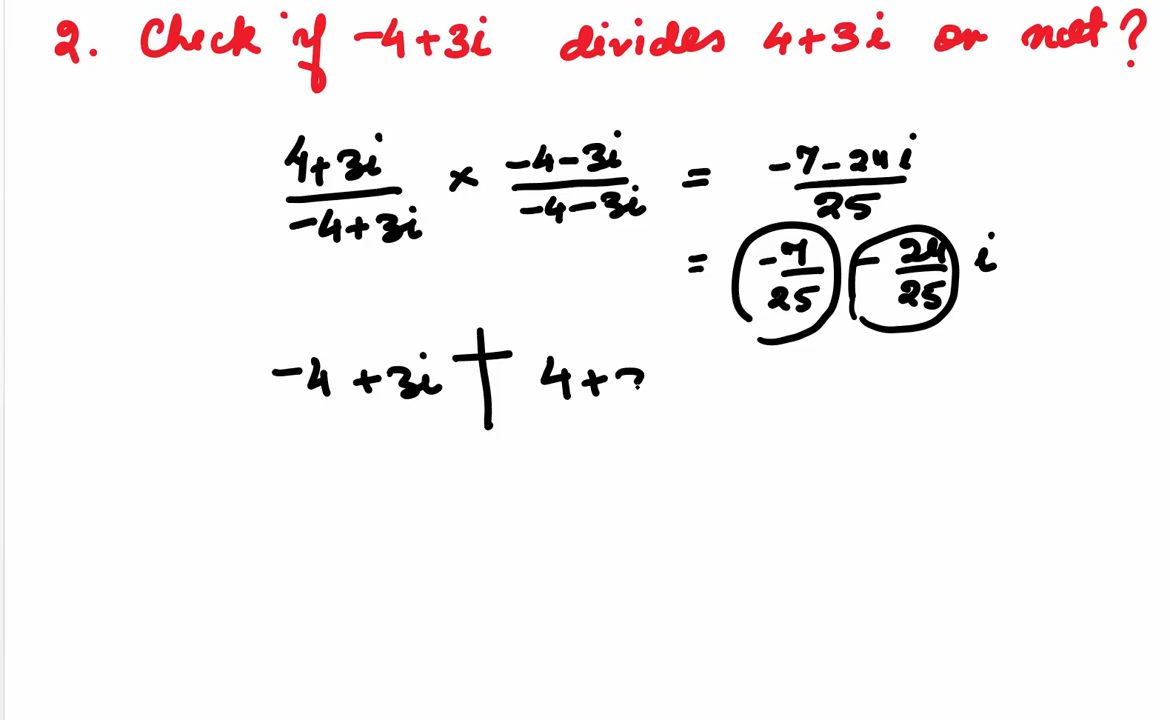 2. Check if -4+3i divides 4+3i or not?
4+3i/-4+3i × -4-3i/-4-3i = -7-24i/25
= -7/25 - 24/25 i
-4+3i ∤ 4+